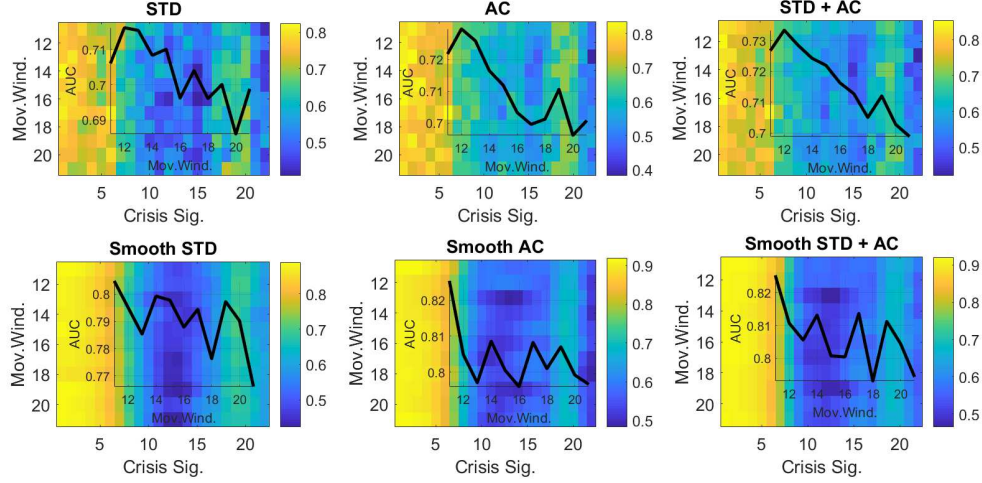 STD
AC
STD + AC
12
14
16
18
20
Mov.Wind.
0.71
0.7
0.69
AUC
12 14 16 18 20
Mov.Wind.
5 10 15 20
Crisis Sig.
0.8
0.7
0.6
0.5
12
14
16
18
20
0.72
0.7
AUC
12 14 16 18 20
Mov.Wind.
5 10 15 20
Crisis Sig.
0.8
0.7
0.6
0.5
0.4
12
14
16
18
20
0.73
0.72
0.71
0.7
AUC
12 14 16 18 20
Mov.Wind.
5 10 15 20
Crisis Sig.
0.8
0.7
0.6
0.5
Smooth STD
Smooth AC
Smooth STD + AC
12
14
16
18
20
Mov.Wind.
0.8
0.79
0.78
0.77
AUC
12 14 16 18 20
Mov.Wind.
5 10 15 20
Crisis Sig.
0.8
0.7
0.6
0.5
12
14
16
18
20
Mov.Wind.
0.82
0.81
0.8
AUC
12 14 16 18 20
Mov.Wind.
5 10 15 20
Crisis Sig.
0.9
0.8
0.7
0.6
0.5
12
14
16
18
20
Mov.Wind.
0.82
0.81
0.8
AUC
12 14 16 18 20
Mov.Wind.
5 10 15 20
Crisis Sig.
0.9
0.8
0.7
0.6
0.5